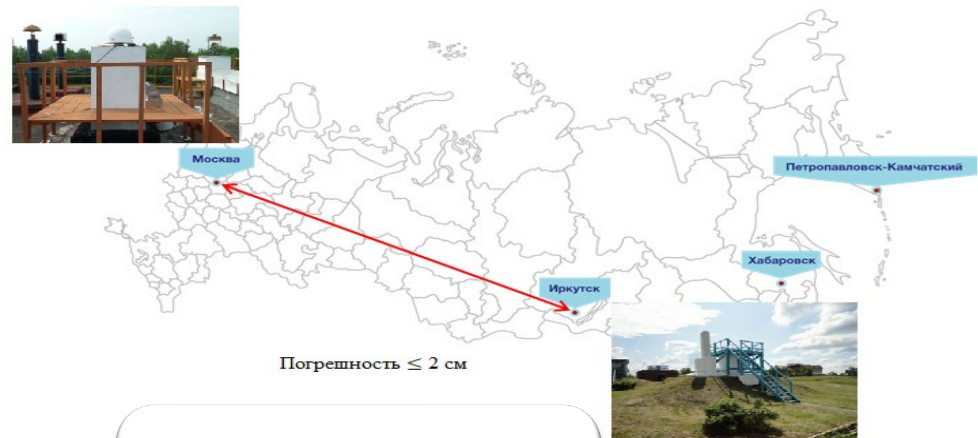 Москва
Петропавловск-Камчатский
Хабаровск
Иркутск
Погрешность ≤ 2 см